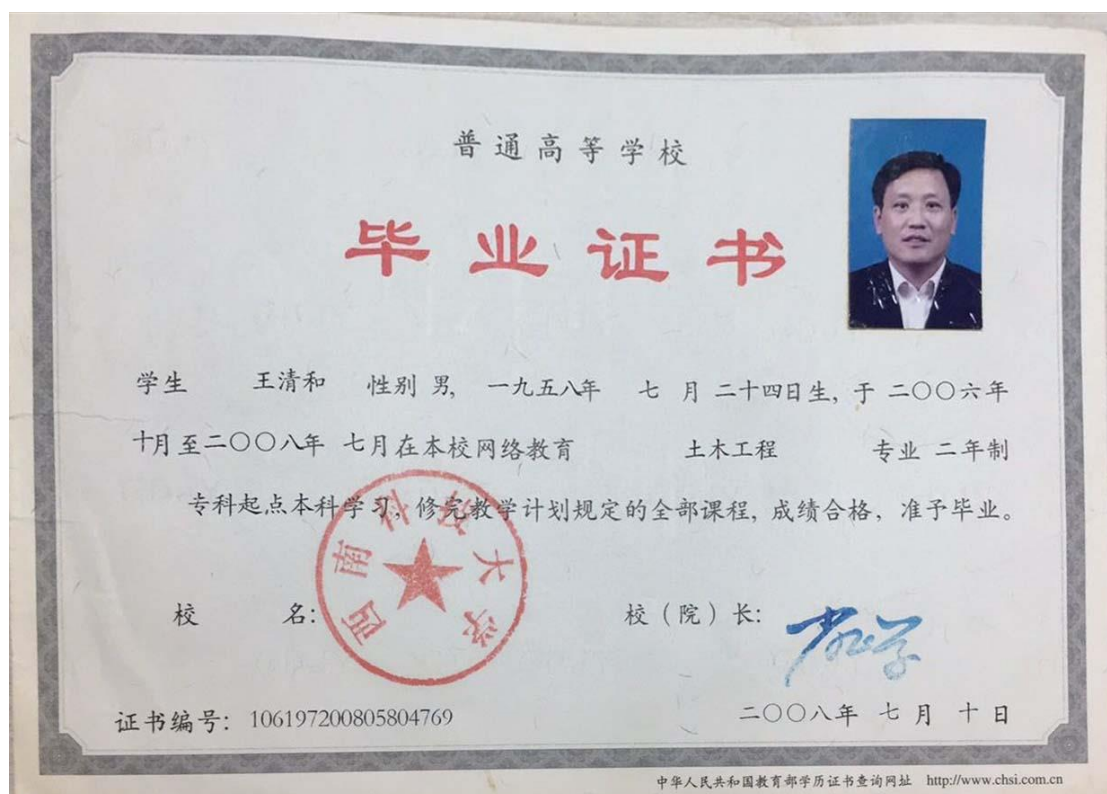 普通高等学校
毕业证书
学生 王清和 性别 男, 一九五八年 七 月 二十四日生, 于 二〇〇六年
十月 至二〇〇八年 七月在本校网络教育 土木工程 专业 二年制
专科起点本科学习, 修完教学计划规定的全部课程, 成绩合格, 准予毕业。
西南科技大学
校 名: 校（院）长:
证书编号: 106197200805804769 二〇〇八年 七 月 十 日
中华人民共和国教育部学历证书查询网址 http://www.chsi.com.cn